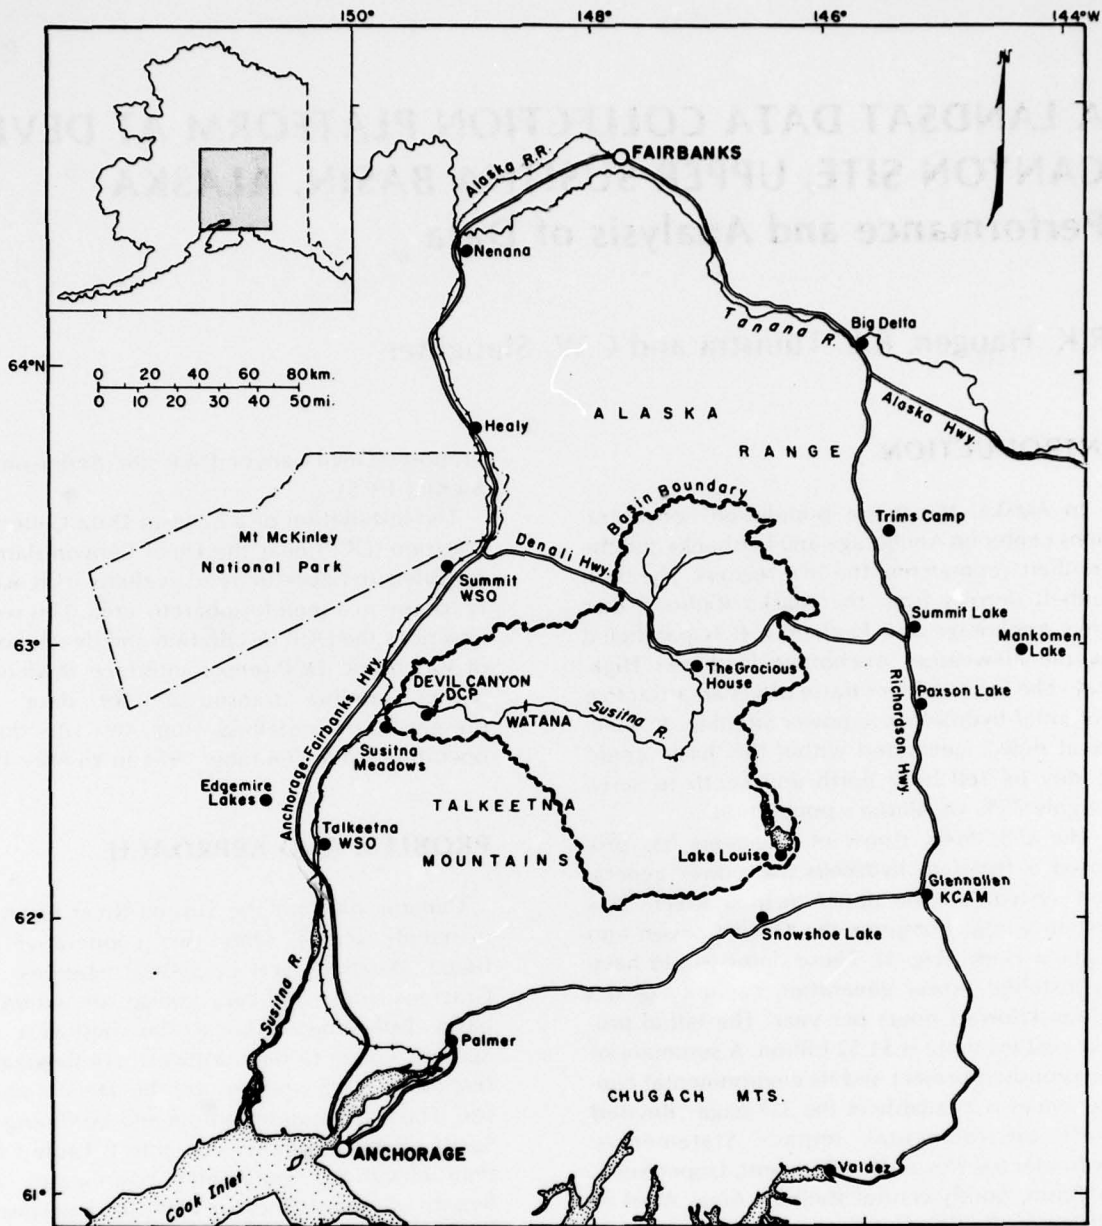 150° 148° 146° 144°W
N
FAIRBANKS
Alaska R.R.
Nenana
Tanana R.
Big Delta
64°N
0 20 40 60 80 km.
0 10 20 30 40 50 mi.
Alaska Hwy.
Healy
ALASKA
RANGE
Basin Boundary
Trims Camp
Mt McKinley
National Park
Denali Hwy.
Summit
WSO
Summit Lake
Mankomen
Lake
63°
The Gracious
House
DEVIL CANYON
DCP
Paxson Lake
Richardson Hwy.
WATANA
Susitna
R.
Susitna
Meadows
Anchorage-Fairbanks Hwy.
Edgemire
Lakes
TALKEETNA
MOUNTAINS
Talkeetna
WSO
Lake Louise
Glennallen
KCAM
62°
Snowshoe Lake
Susitna R.
Palmer
CHUGACH MTS.
ANCHORAGE
Valdez
61°
Cook Inlet